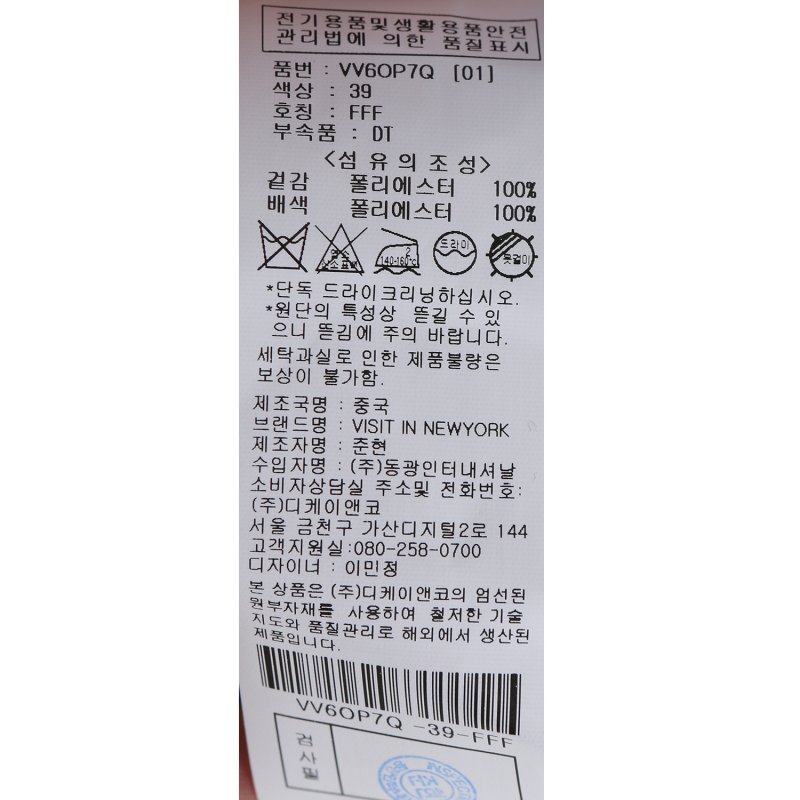 전기용품및생활용품안전
관리법에 의한 품질표시
품번 : VV6OP7Q [01]
색상 : 39
호칭 : FFF
부속품 : DT
<섬유의조성>
겉감 폴리에스터 100%
배색 폴리에스터 100%
염소 산소표백 2 140-160℃ 드라이 옷걸이
*단독 드라이크리닝하십시오.
*원단의 특성상 뜯길 수 있
으니 뜯김에 주의 바랍니다.
세탁과실로 인한 제품불량은
보상이 불가함.
제조국명 : 중국
브랜드명 : VISIT IN NEWYORK
제조자명 : 준현
수입자명 : (주)동광인터내셔날
소비자상담실 주소및 전화번호:
(주)디케이앤코
서울 금천구 가산디지털2로 144
고객지원실:080-258-0700
디자이너 : 이민정
본 상품은 (주)디케이앤코의 엄선된
원부자재를 사용하여 철저한 기술
지도와 품질관리로 해외에서 생산된
제품입니다.
VV6OP7Q -39-FFF
검사필